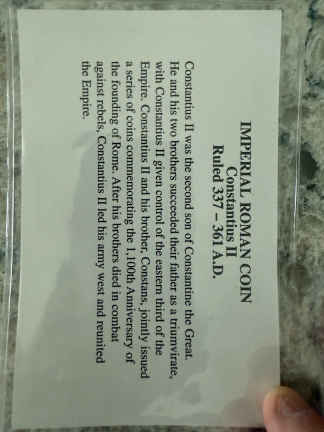 IMPERIAL ROMAN COIN
Constantius II
Ruled 337 – 361 A.D.
Constantius II was the second son of Constantine the Great.
He and his two brothers succeeded their father as a triumvirate,
with Constantius II given control of the eastern third of the
Empire. Constantius II and his brother, Constans, jointly issued
a series of coins commemorating the 1,100th Anniversary of
the founding of Rome. After his brothers died in combat
against rebels, Constantius II led his army west and reunited
the Empire.